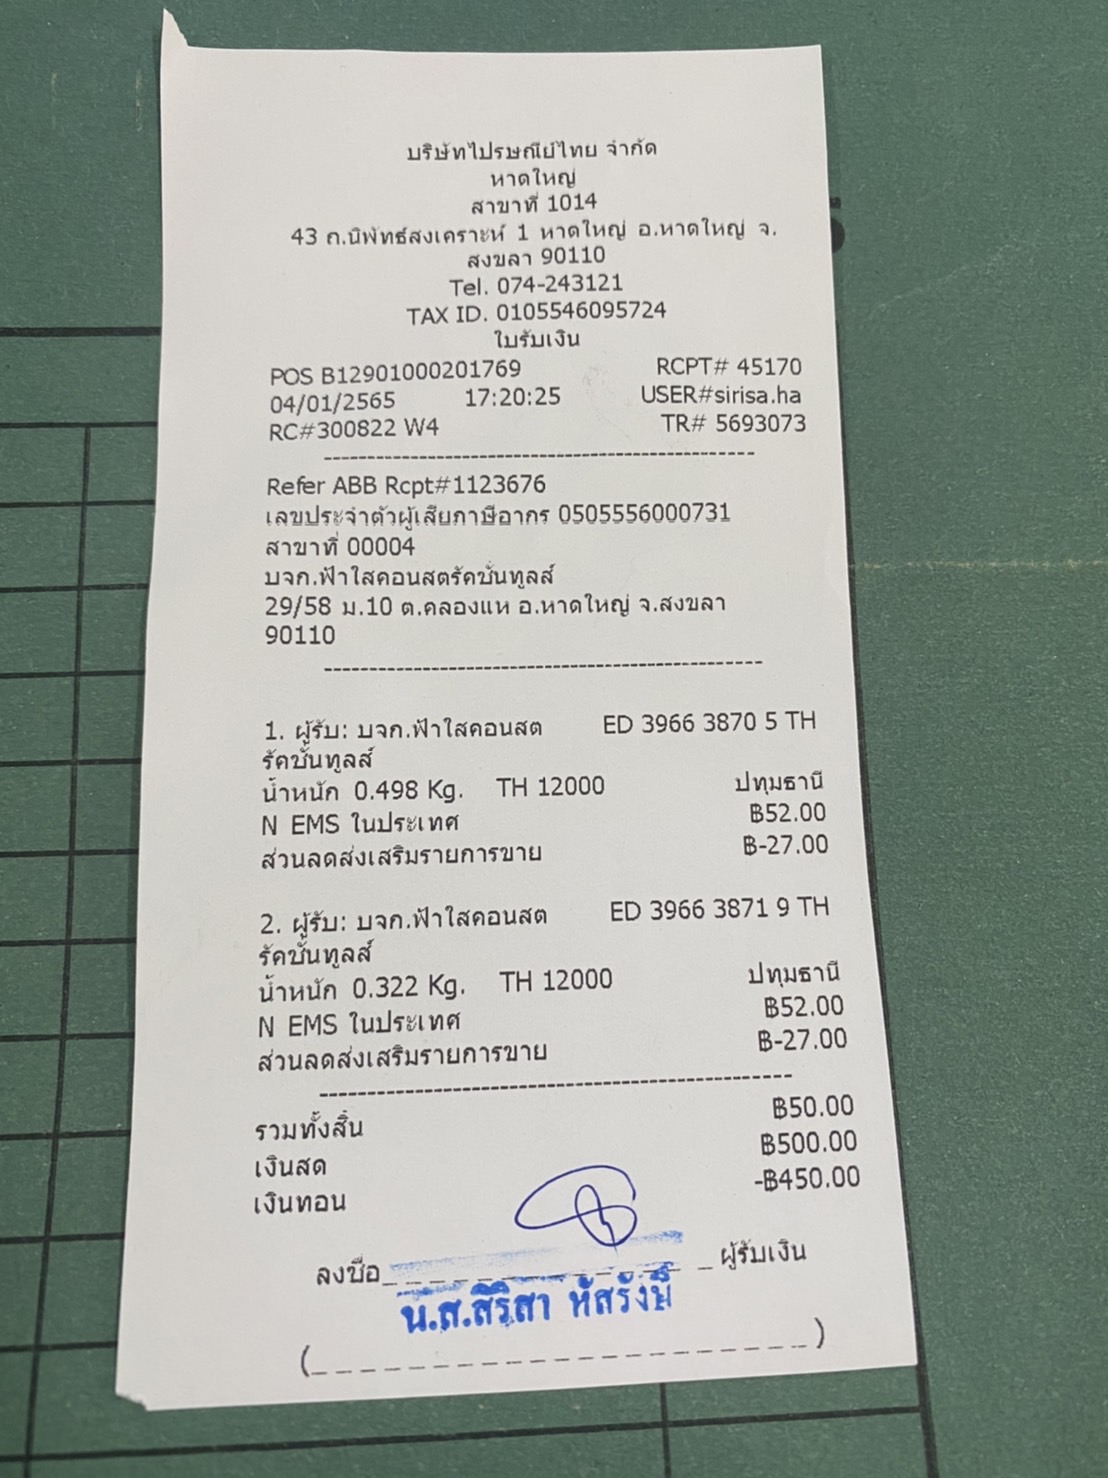 บริษัทไปรษณีย์ไทย จำกัด
หาดใหญ่
สาขาที่ 1014
43 ถ.นิพัทธ์สงเคราะห์ 1 หาดใหญ่ อ.หาดใหญ่ จ.
สงขลา 90110
Tel. 074-243121
TAX ID. 0105546095724
ใบรับเงิน
POS B12901000201769 RCPT# 45170
04/01/2565 17:20:25 USER#sirisa.ha
RC#300822 W4 TR# 5693073
Refer ABB Rcpt#1123676
เลขประจำตัวผู้เสียภาษีอากร 0505556000731
สาขาที่ 00004
บจก.ฟ้าใสคอนสตรัคชั่นทูลส์
29/58 ม.10 ต.คลองแห อ.หาดใหญ่ จ.สงขลา
90110
1. ผู้รับ: บจก.ฟ้าใสคอนสต ED 3966 3870 5 TH
รัคชั่นทูลส์
น้ำหนัก 0.498 Kg. TH 12000 ปทุมธานี
N EMS ในประเทศ ฿52.00
ส่วนลดส่งเสริมรายการขาย ฿-27.00
2. ผู้รับ: บจก.ฟ้าใสคอนสต ED 3966 3871 9 TH
รัคชั่นทูลส์
น้ำหนัก 0.322 Kg. TH 12000 ปทุมธานี
N EMS ในประเทศ ฿52.00
ส่วนลดส่งเสริมรายการขาย ฿-27.00
รวมทั้งสิ้น ฿50.00
เงินสด ฿500.00
เงินทอน -฿450.00
ลงชื่อ_ _ _ _ _ _ _ _ _ _ _ _ผู้รับเงิน
น.ส.สิริสา หัสรังษี
(_ _ _ _ _ _ _ _ _ _ _ _ _ _ _ _ _ _)